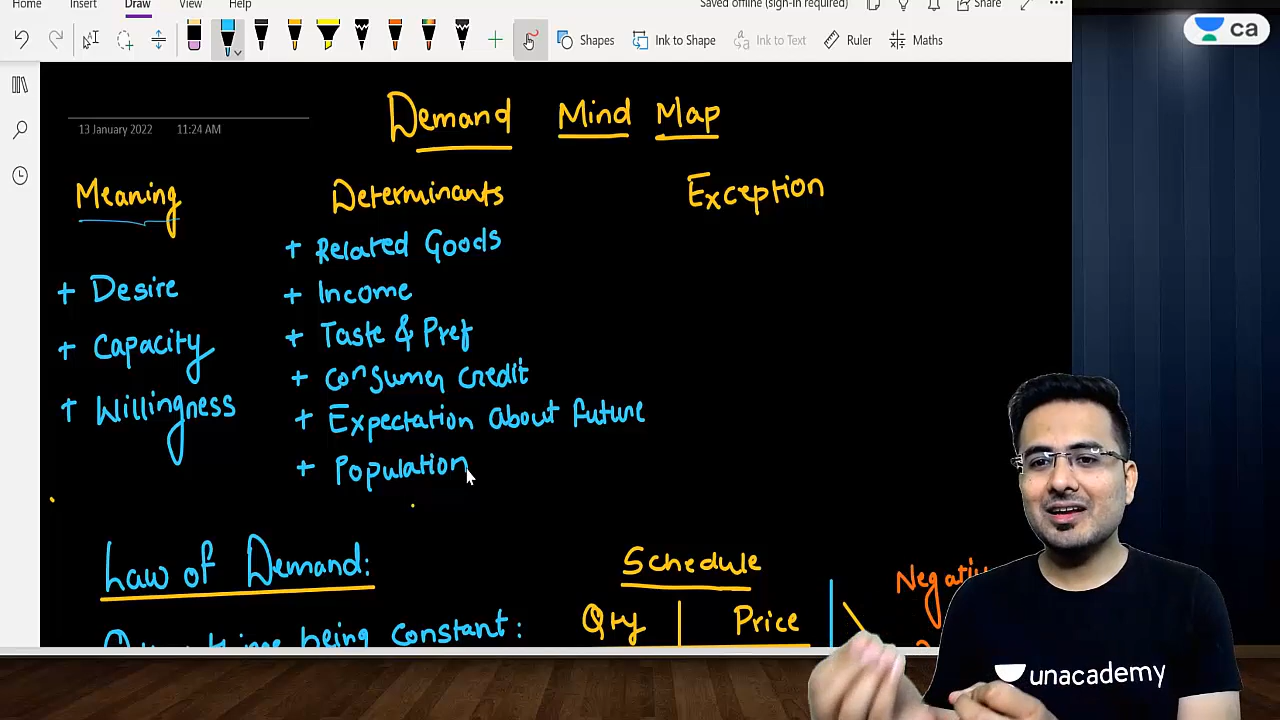 Home Insert Draw View Help Saved offline (sign-in required) Share
Shapes Ink to Shape Ink to Text Ruler Maths
ca
Demand Mind Map
13 January 2022 11:24 AM
Meaning
+ Desire
+ Capacity
+ Willingness
Determinants
+ Related Goods
+ Income
+ Taste & Pref
+ Consumer Credit
+ Expectation about future
+ Population
Exception
Law of Demand:
being constant:
Schedule
Qty Price
unacademy